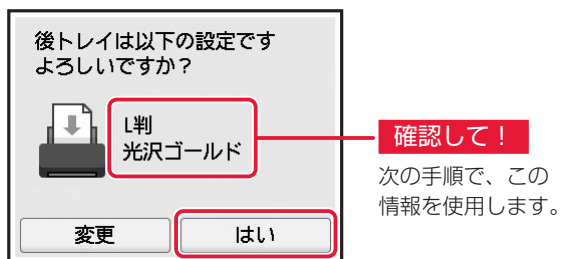 後トレイは以下の設定です
よろしいですか？
L判
光沢ゴールド
変更
はい
確認して！
次の手順で、この
情報を使用します。